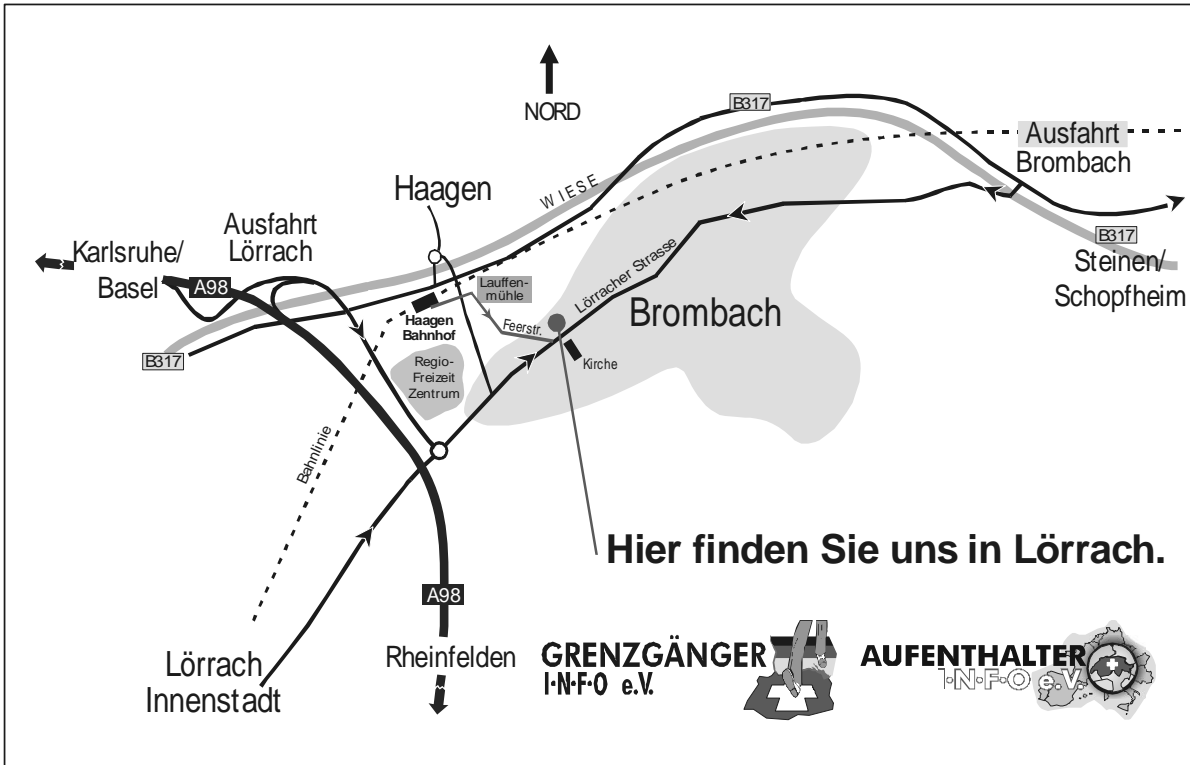 NORD
B317
Ausfahrt
Brombach
Haagen
WIESE
Ausfahrt
Lörrach
Karlsruhe/
Basel
A98
B317
Steinen/
Schopfheim
Lauffen-
mühle
Lörracher Strasse
Brombach
Haagen
Bahnhof
Feerstr.
Kirche
B317
Regio-
Freizeit
Zentrum
Bahnlinie
Hier finden Sie uns in Lörrach.
A98
Rheinfelden
Lörrach
Innenstadt
GRENZGÄNGER
I·N·F·O e.V.
AUFENTHALTER
I·N·F·O e.V.